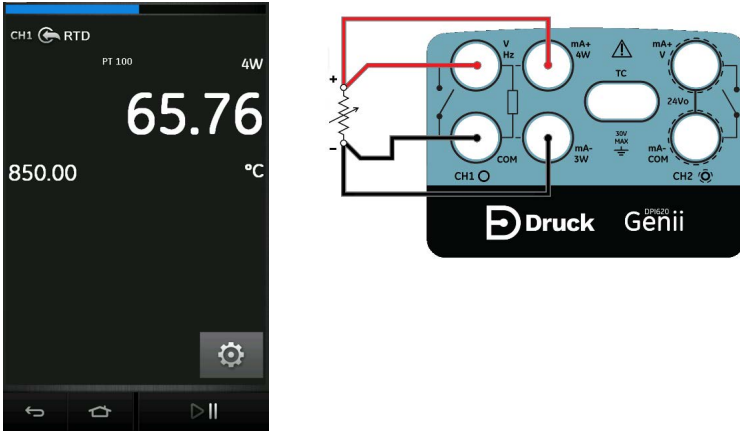 CH1 RTD
PT 100
4W
65.76
850.00
°C
+
-
V
Hz
mA+
4W
TC
mA+
V
24Vo
COM
mA-
3W
30V
MAX
mA-
COM
CH1
CH2
Druck
DPI620
Genii